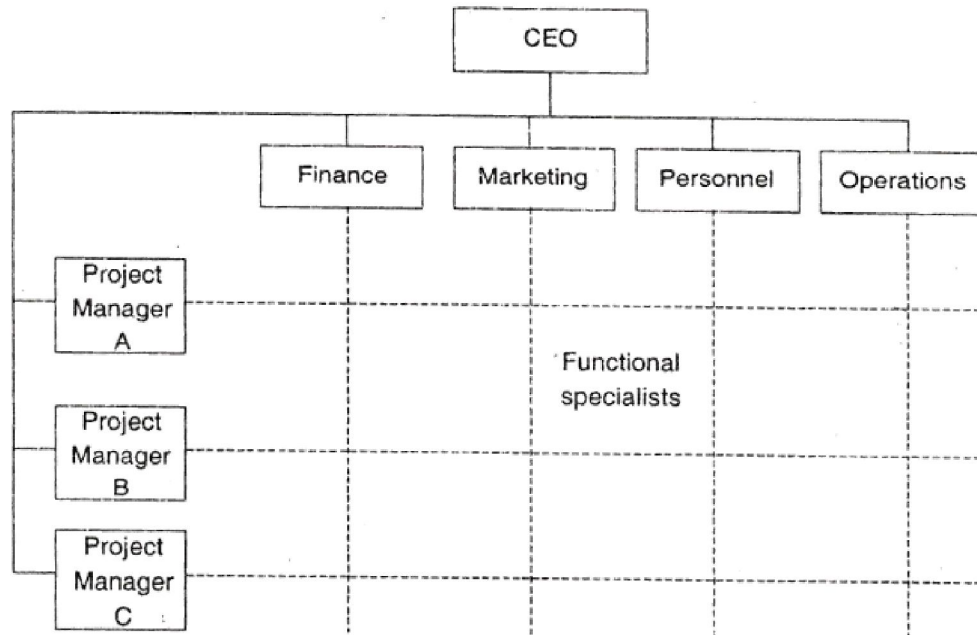 CEO
Finance
Marketing
Personnel
Operations
Project
Manager
A
Functional
specialists
Project
Manager
B
Project
Manager
C